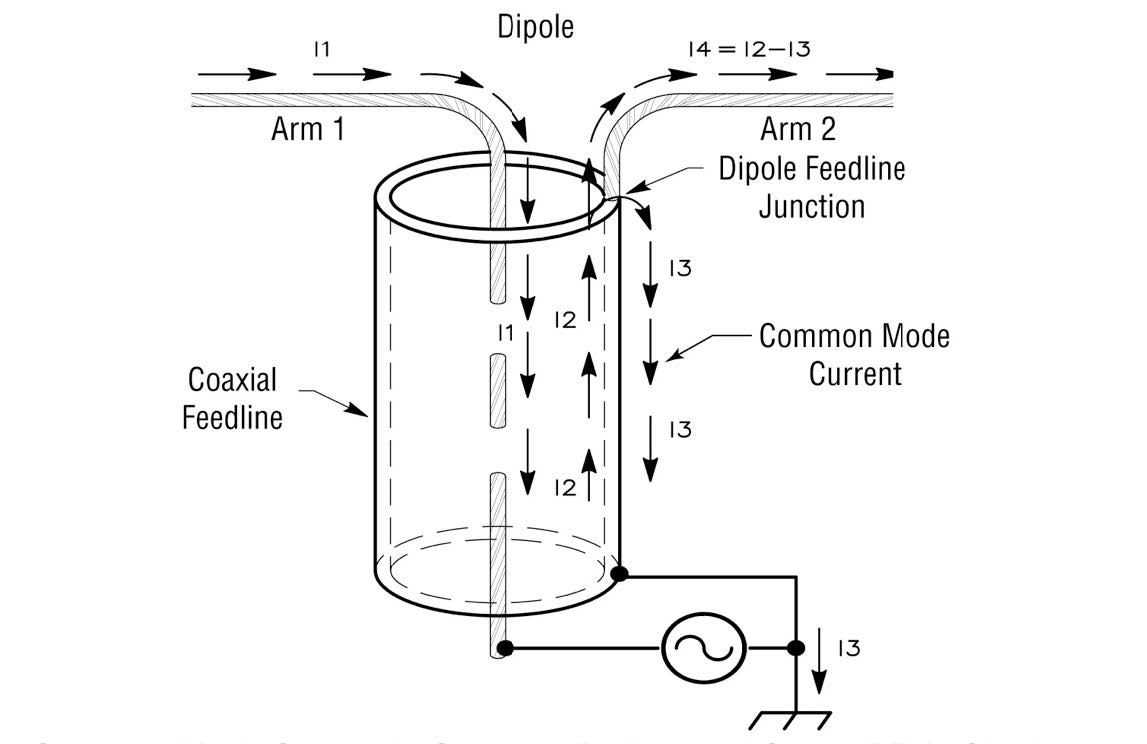 Dipole
I1
I4 = I2–I3
Arm 1
Arm 2
Dipole Feedline
Junction
I3
I2
I1
Common Mode
Current
Coaxial
Feedline
I3
I2
I3